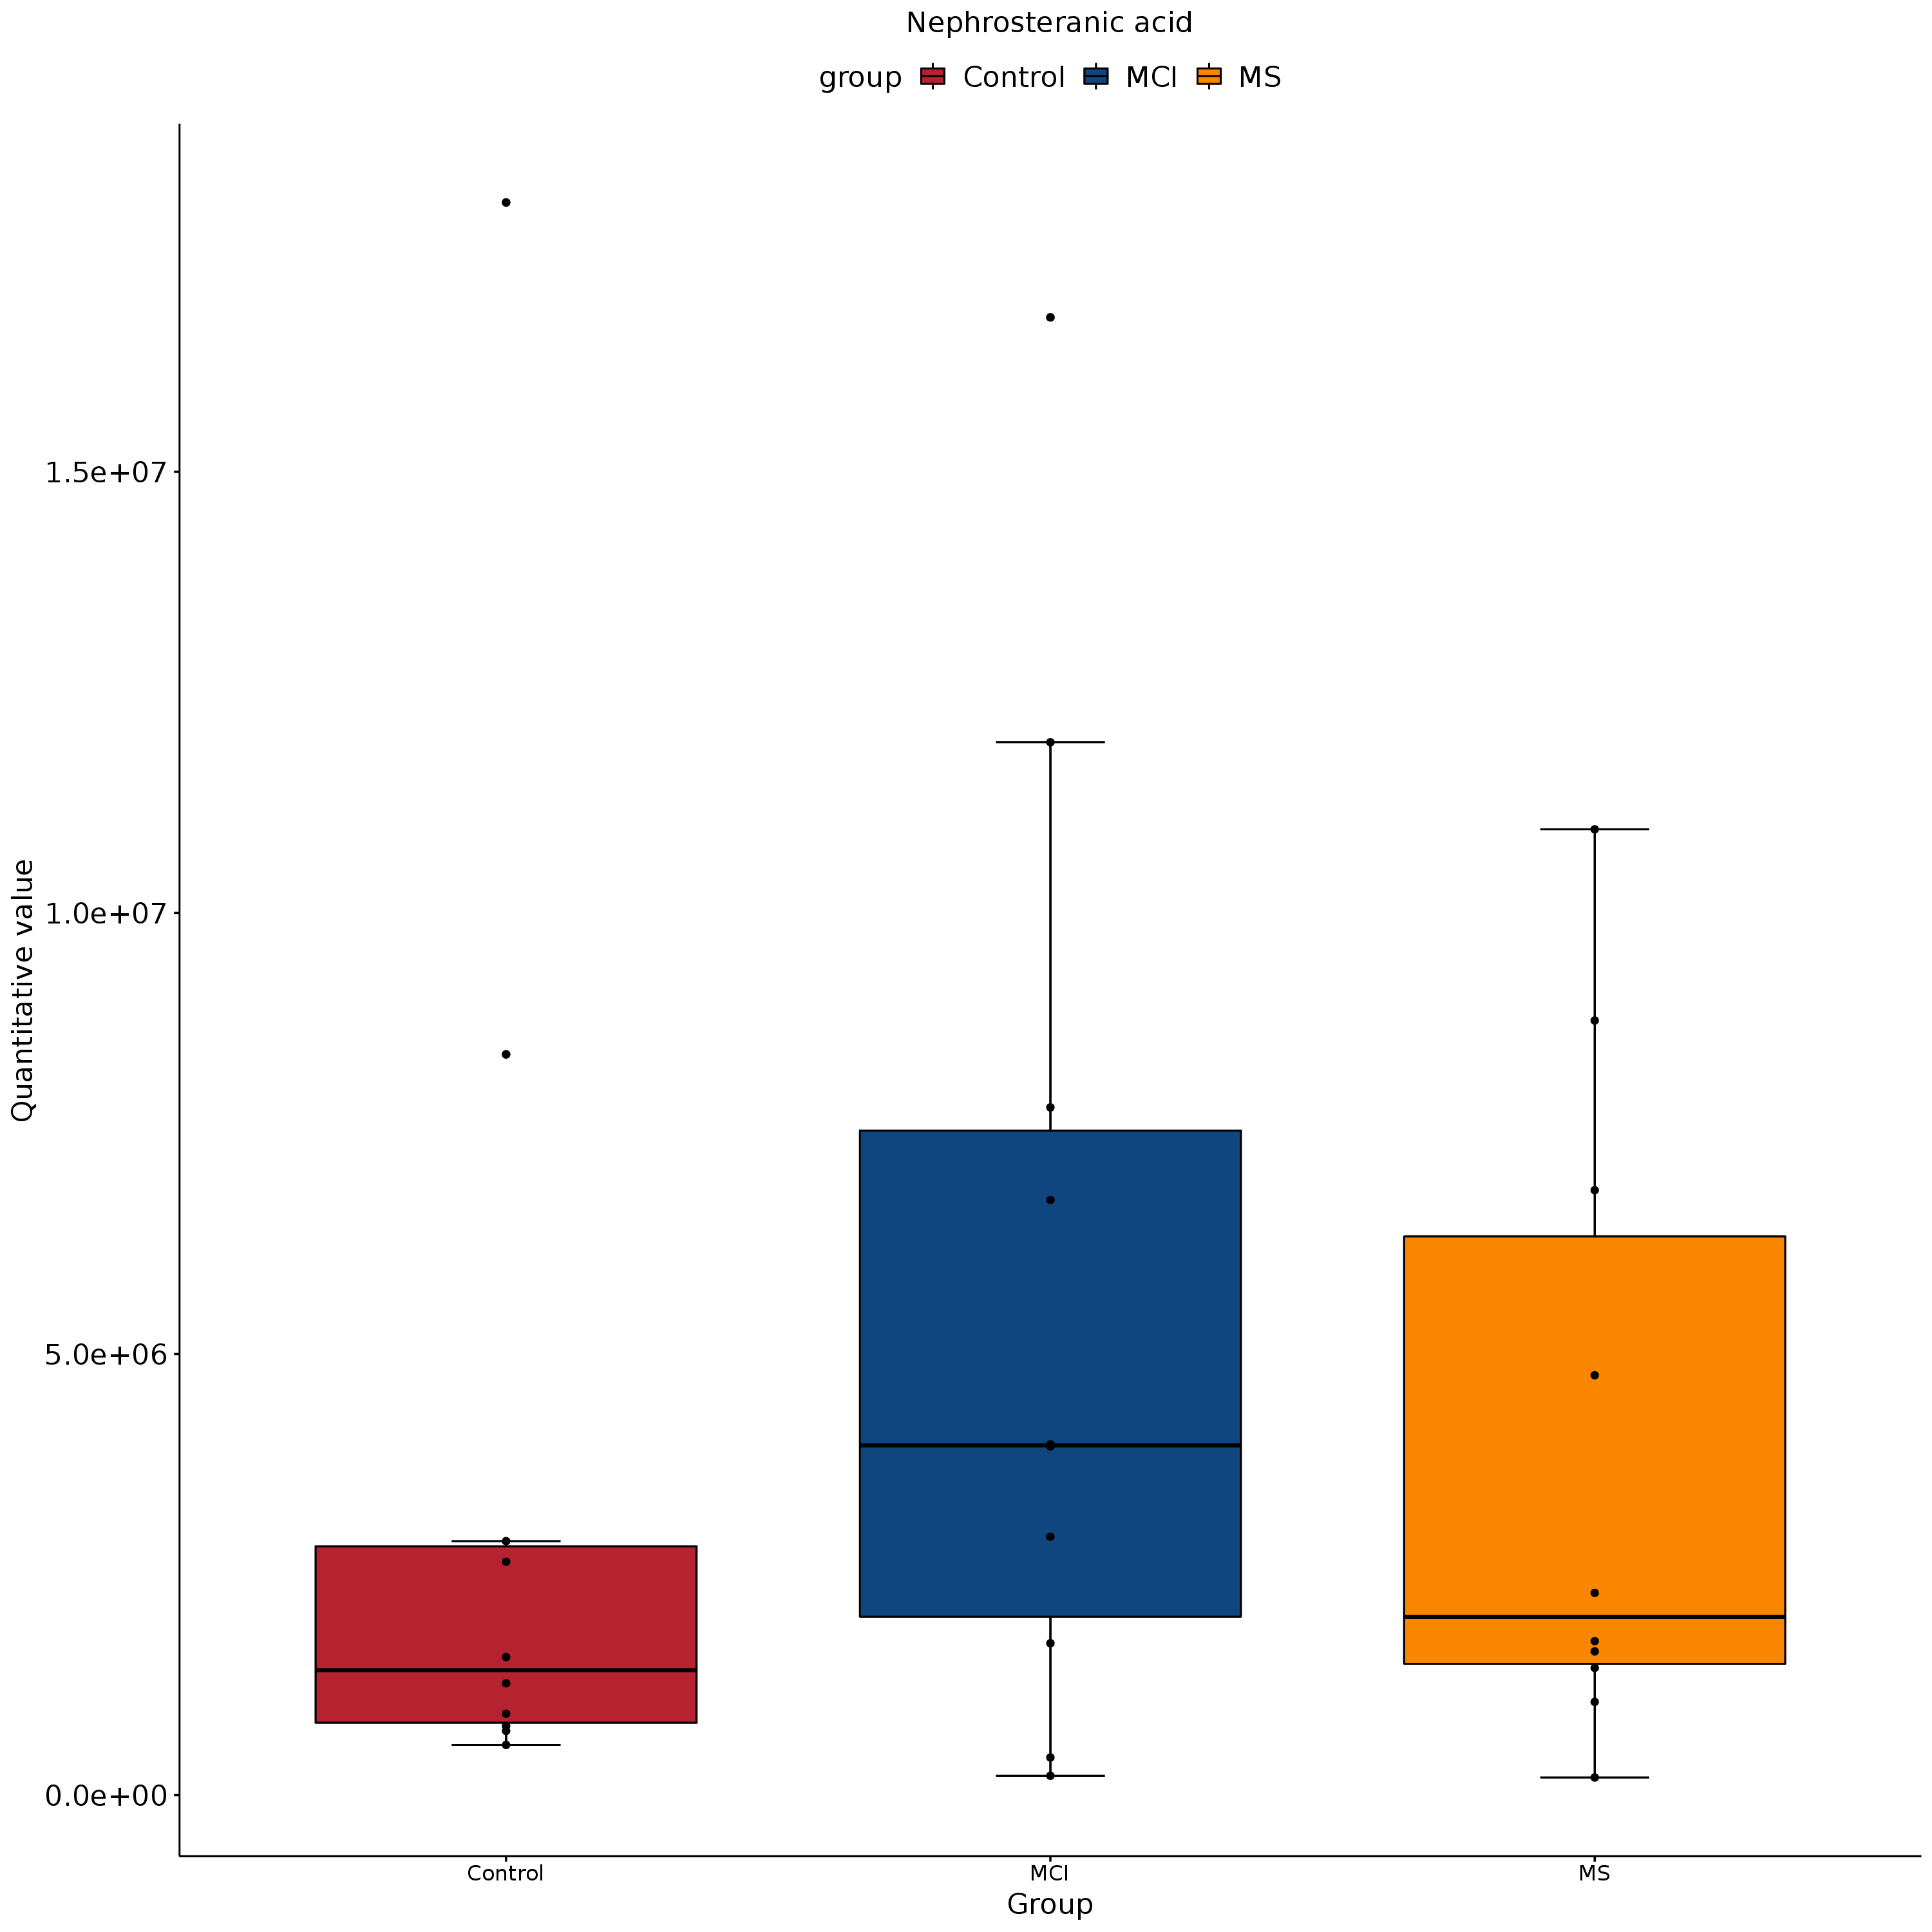 Nephrosteranic acid
group Control MCI MS
Quantitative value
1.5e+07
1.0e+07
5.0e+06
0.0e+00
Control MCI MS
Group